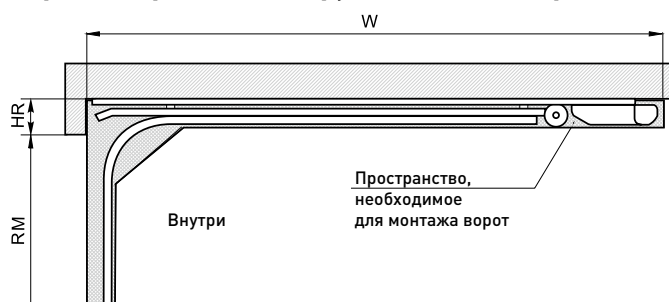 W
HR
Пространство,
необходимое
для монтажа ворот
Внутри
RM